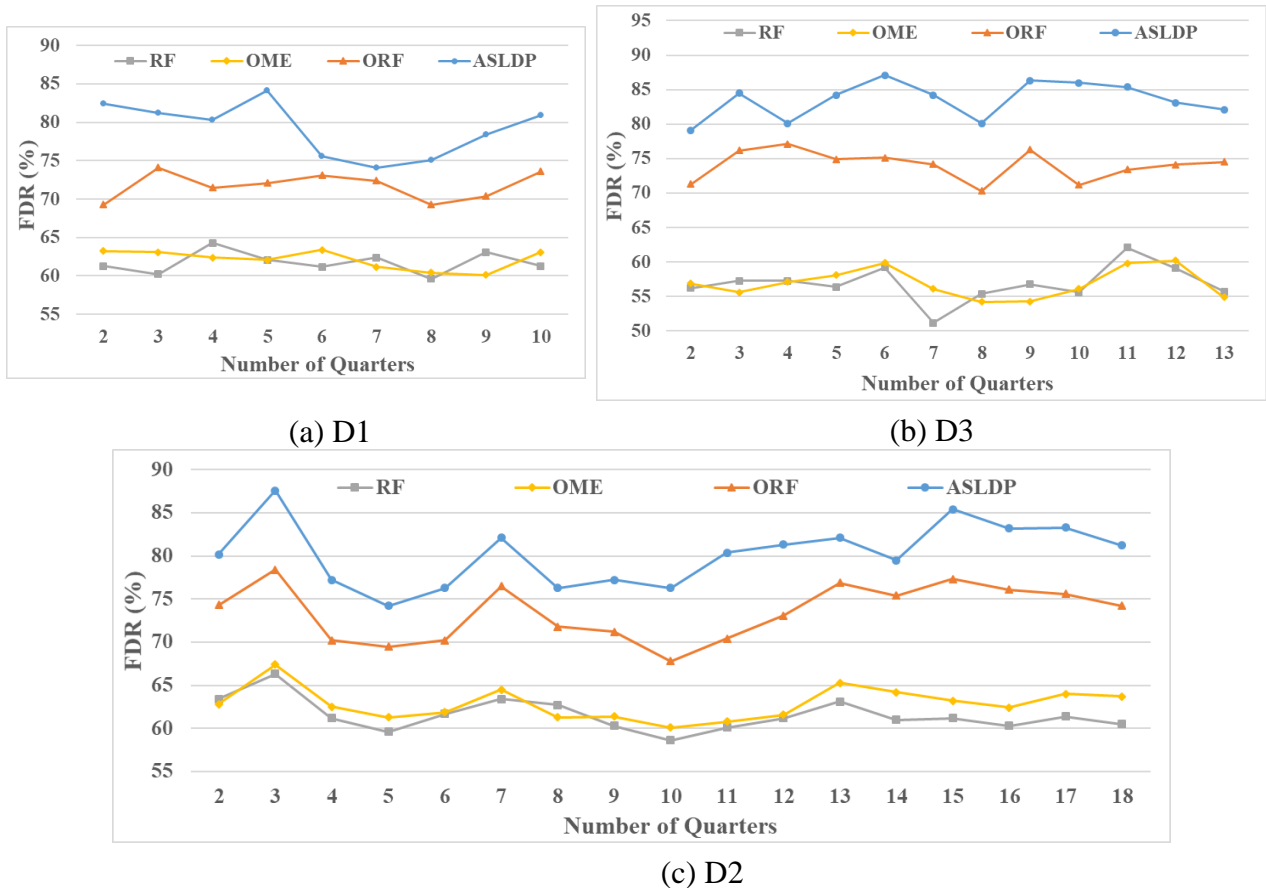 90
85
80
75
70
65
60
55
FDR (%)
RF OME ORF ASLDP
2 3 4 5 6 7 8 9 10
Number of Quarters
(a) D1
95
90
85
80
75
70
65
60
55
50
FDR (%)
RF OME ORF ASLDP
2 3 4 5 6 7 8 9 10 11 12 13
Number of Quarters
(b) D3
90
85
80
75
70
65
60
55
FDR (%)
RF OME ORF ASLDP
2 3 4 5 6 7 8 9 10 11 12 13 14 15 16 17 18
Number of Quarters
(c) D2